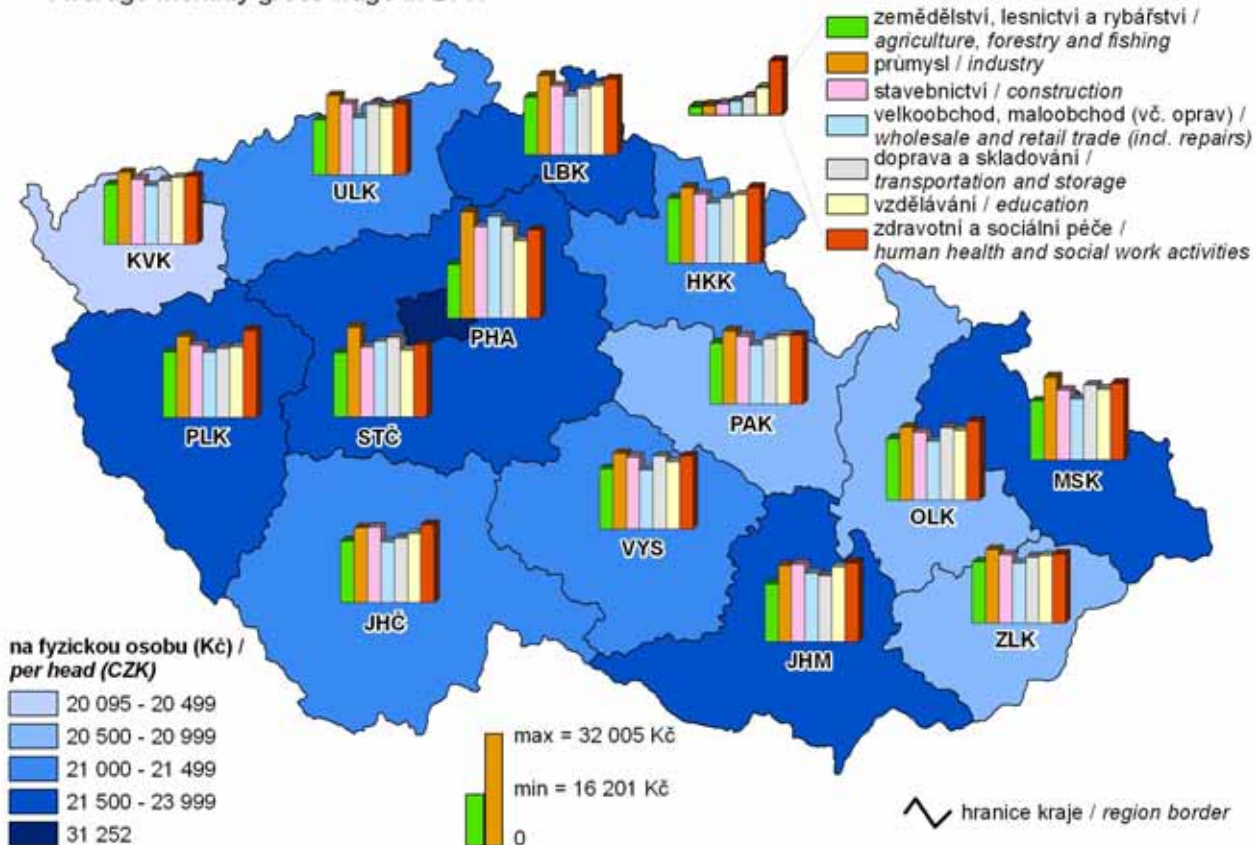 zemědělství, lesnictví a rybářství /
agriculture, forestry and fishing
průmysl / industry
stavebnictví / construction
velkoobchod, maloobchod (vč. oprav) /
wholesale and retail trade (incl. repairs)
doprava a skladování /
transportation and storage
vzdělávání / education
zdravotní a sociální péče /
human health and social work activities
LBK
ULK
KVK
HKK
PHA
PLK
STČ
PAK
MSK
OLK
VYS
JHČ
ZLK
JHM
na fyzickou osobu (Kč) /
per head (CZK)
20 095 - 20 499
20 500 - 20 999
21 000 - 21 499
21 500 - 23 999
31 252
max = 32 005 Kč
min = 16 201 Kč
0
hranice kraje / region border